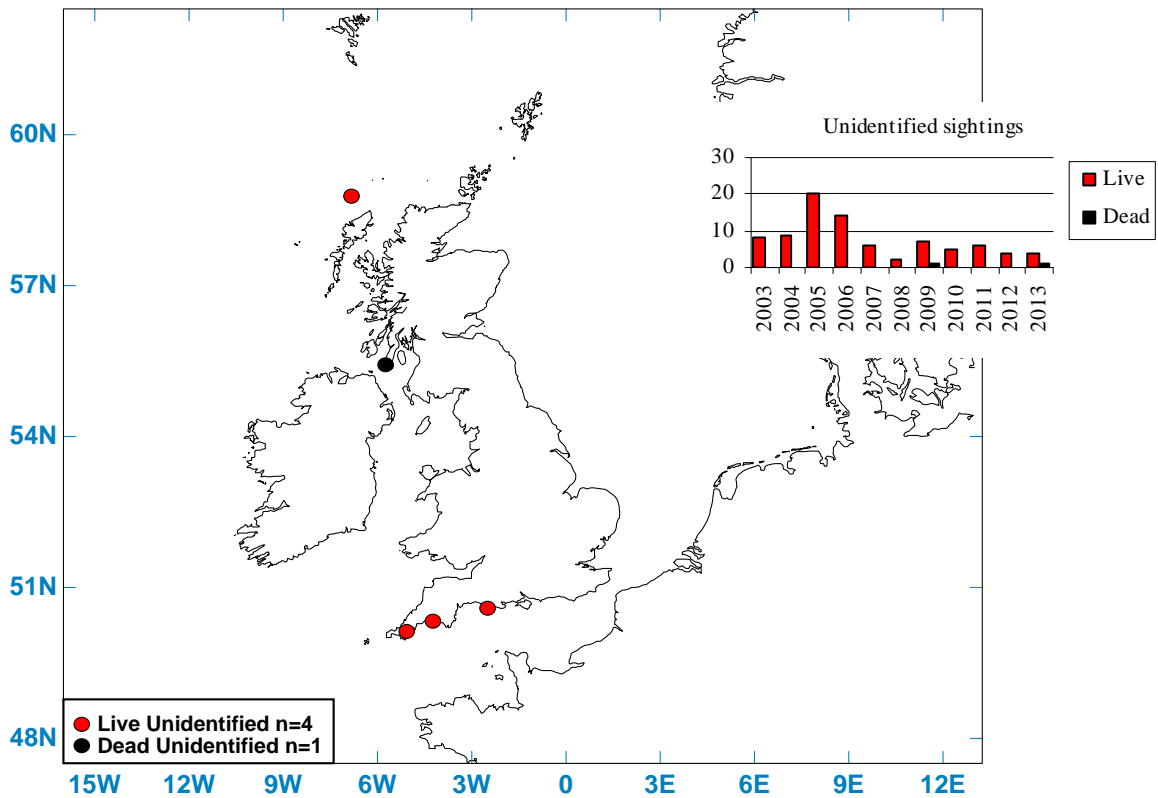 60N
57N
54N
51N
48N
15W 12W 9W 6W 3W 0 3E 6E 9E 12E
Unidentified sightings
30
20
10
0
2003 2004 2005 2006 2007 2008 2009 2010 2011 2012 2013
Live
Dead
Live Unidentified n=4
Dead Unidentified n=1